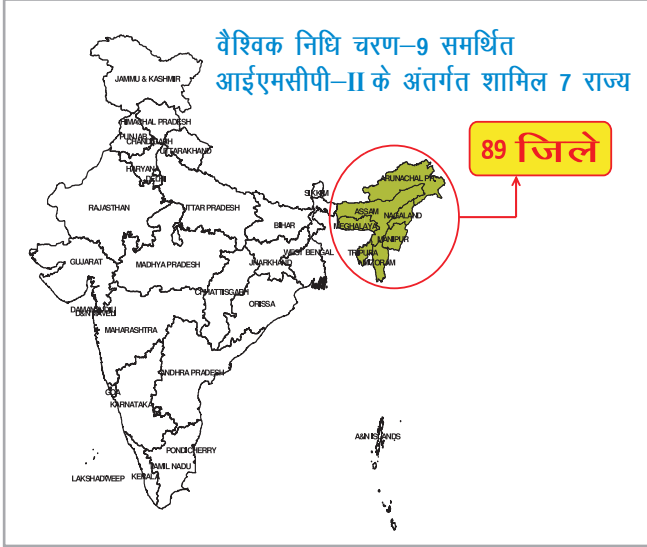 वैश्विक निधि चरण–9 समर्थित
आईएमसीपी–II के अंतर्गत शामिल 7 राज्य
89 जिले
JAMMU & KASHMIR
HIMACHAL PRADESH
PUNJAB
CHANDIGARH
UTTARAKHAND
HARYANA
DELHI
ARUNACHAL PR.
SIKKIM
RAJASTHAN
UTTAR PRADESH
ASSAM
NAGALAND
BIHAR
MEGHALAYA
MANIPUR
TRIPURA
MIZORAM
GUJARAT
MADHYA PRADESH
JHARKHAND
WEST BENGAL
CHHATTISGARH
ORISSA
MAHARASHTRA
ANDHRA PRADESH
GOA
KARNATAKA
A&N ISLANDS
PONDICHERRY
TAMIL NADU
LAKSHADWEEP
KERALA